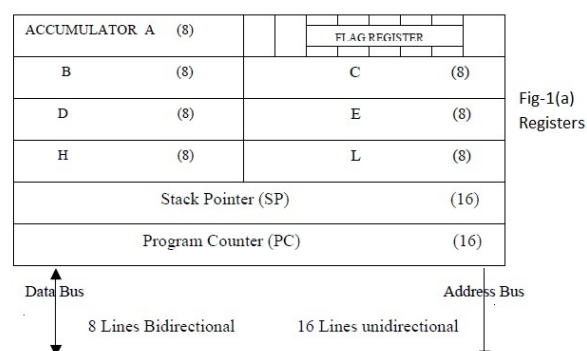 ACCUMULATOR A (8) FLAG REGISTER
B (8) C (8)
D (8) E (8)
H (8) L (8)
Stack Pointer (SP) (16)
Program Counter (PC) (16)
Fig-1(a)
Registers
Data Bus Address Bus
8 Lines Bidirectional 16 Lines unidirectional